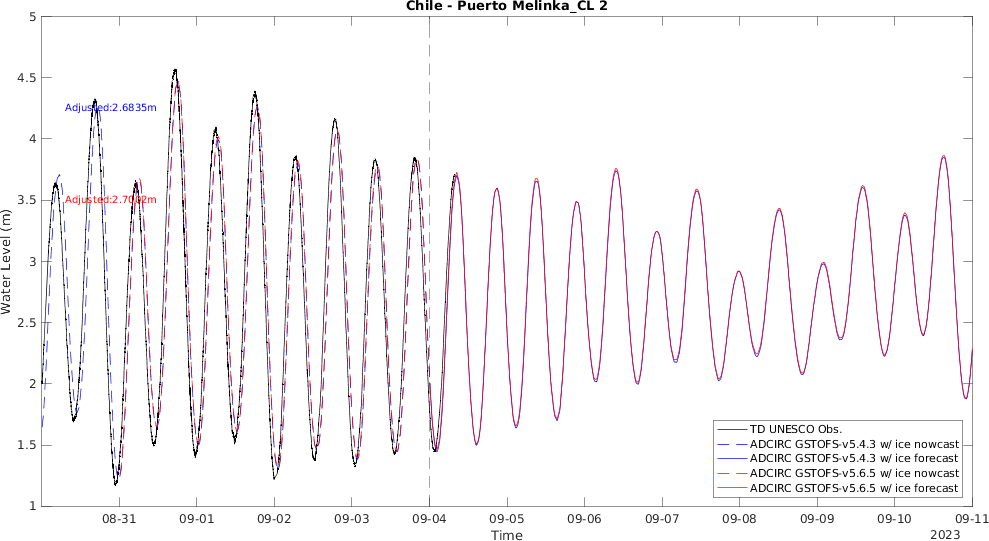 Chile - Puerto Melinka_CL 2
5
4.5
4
3.5
3
2.5
2
1.5
1
Water Level (m)
Adjusted:2.6835m
Adjusted:2.7002m
TD UNESCO Obs.
ADCIRC GSTOFS-v5.4.3 w/ ice nowcast
ADCIRC GSTOFS-v5.4.3 w/ ice forecast
ADCIRC GSTOFS-v5.6.5 w/ ice nowcast
ADCIRC GSTOFS-v5.6.5 w/ ice forecast
08-31 09-01 09-02 09-03 09-04 09-05 09-06 09-07 09-08 09-09 09-10 09-11
Time
2023